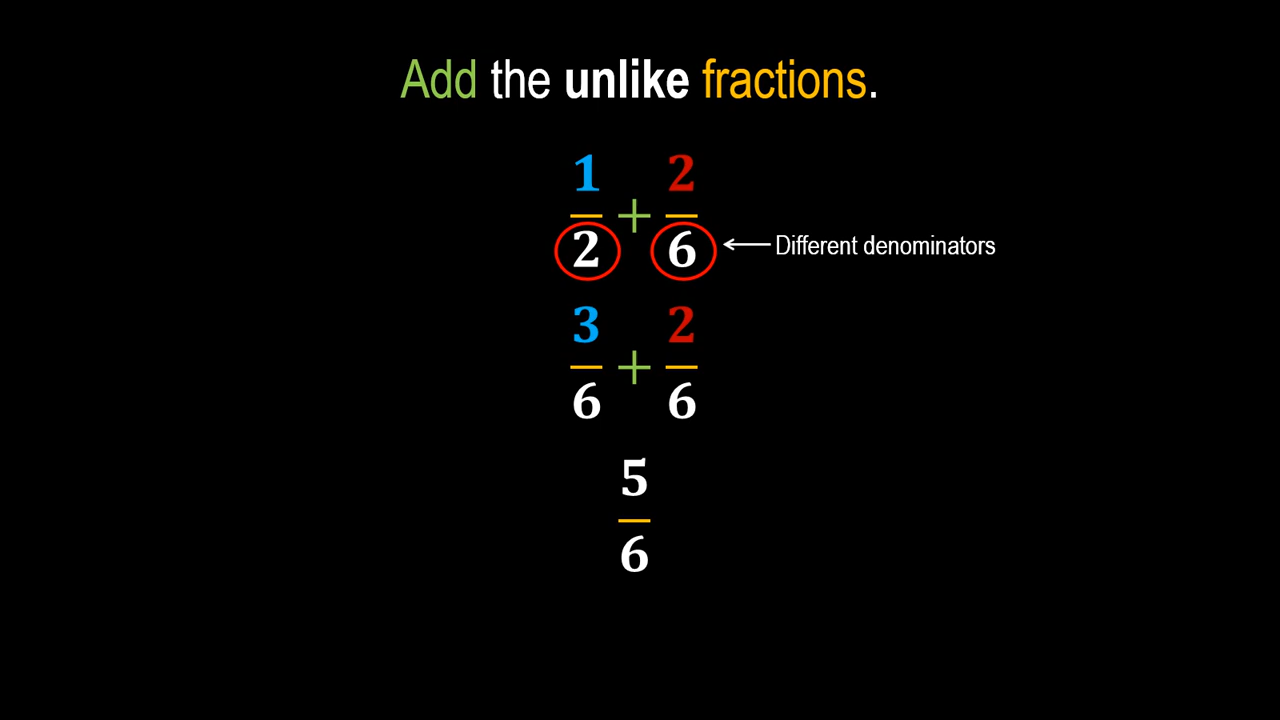 Add the unlike fractions.
1/2 + 2/6
Different denominators
3/6 + 2/6
5/6